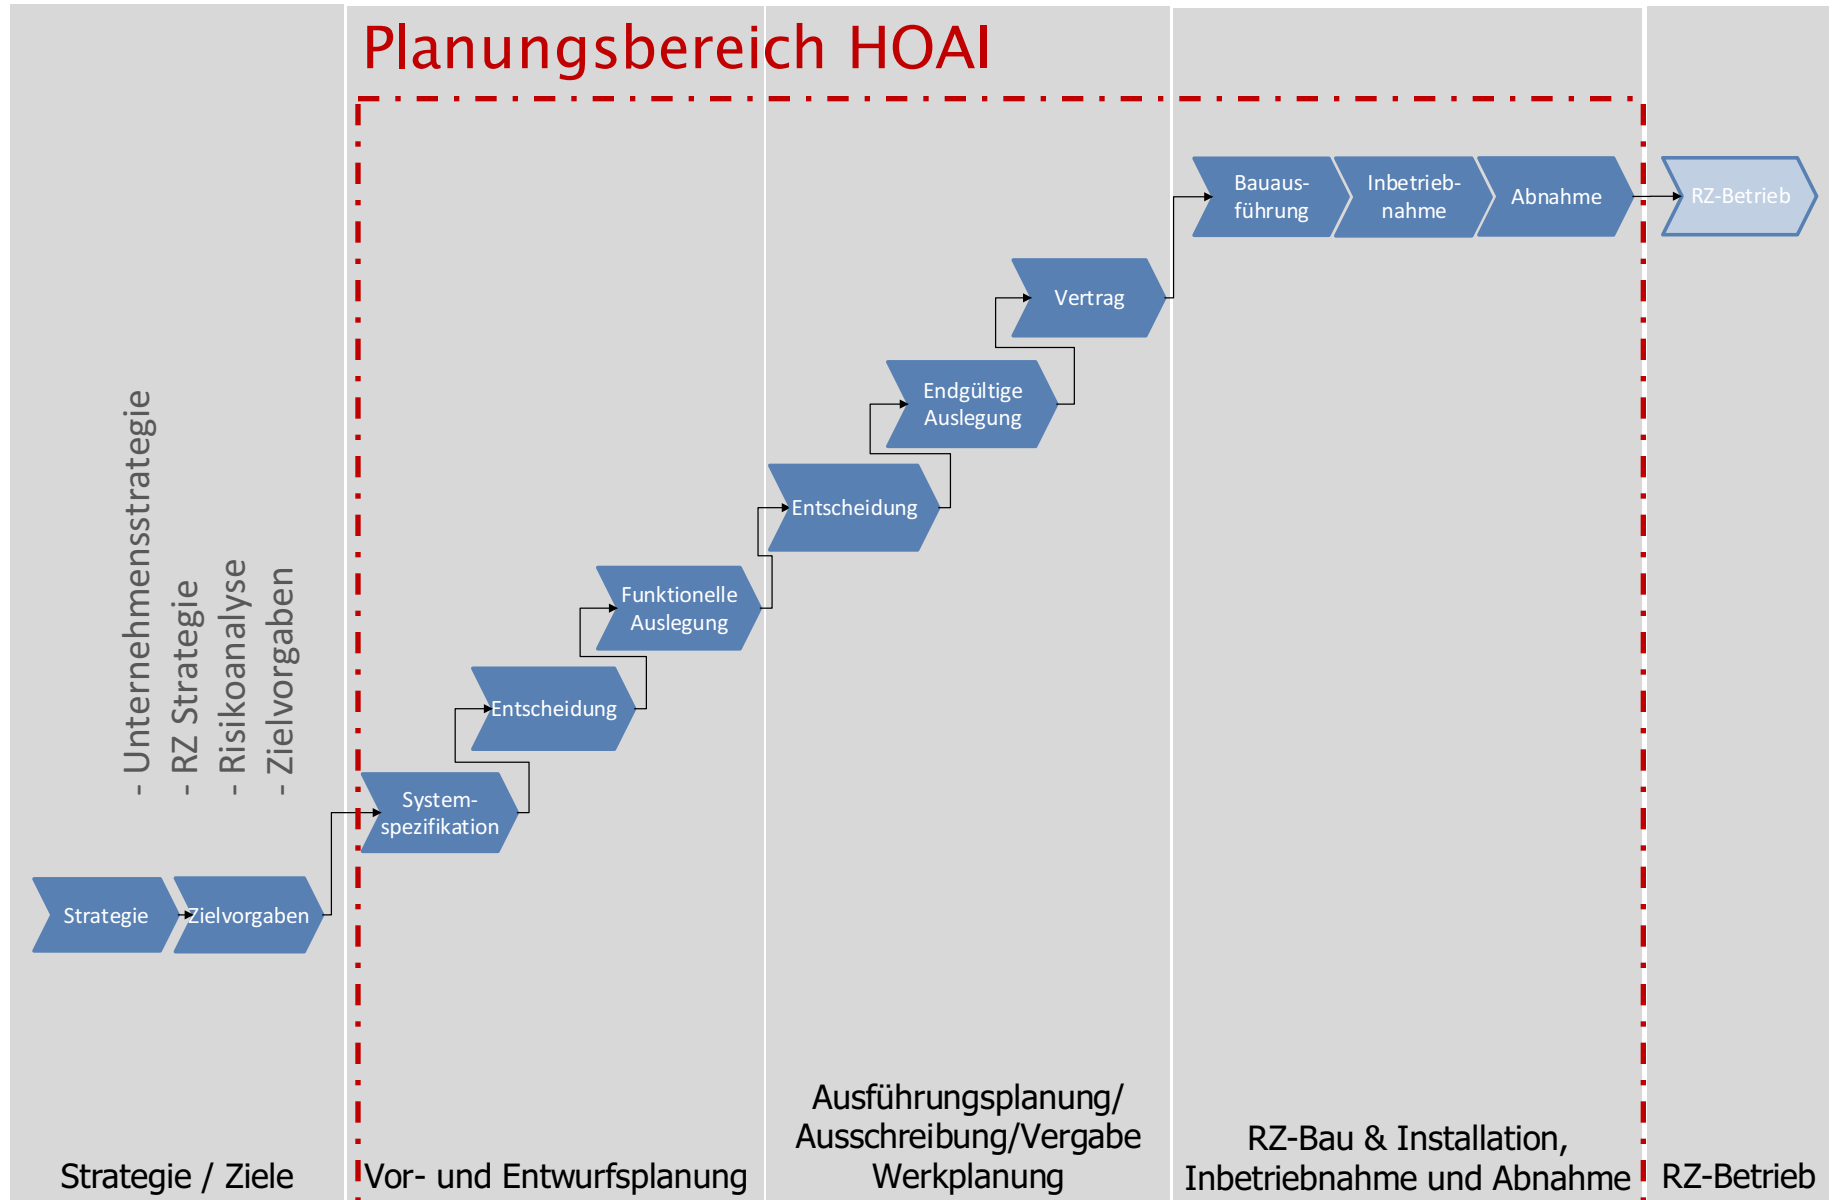 Planungsbereich HOAI
- Unternehmensstrategie
- RZ Strategie
- Risikoanalyse
- Zielvorgaben
Strategie
Zielvorgaben
System-
spezifikation
Entscheidung
Funktionelle
Auslegung
Entscheidung
Endgültige
Auslegung
Vertrag
Bauaus-
führung
Inbetrieb-
nahme
Abnahme
RZ-Betrieb
Strategie / Ziele
Vor- und Entwurfsplanung
Ausführungsplanung/
Ausschreibung/Vergabe
Werkplanung
RZ-Bau & Installation,
Inbetriebnahme und Abnahme
RZ-Betrieb